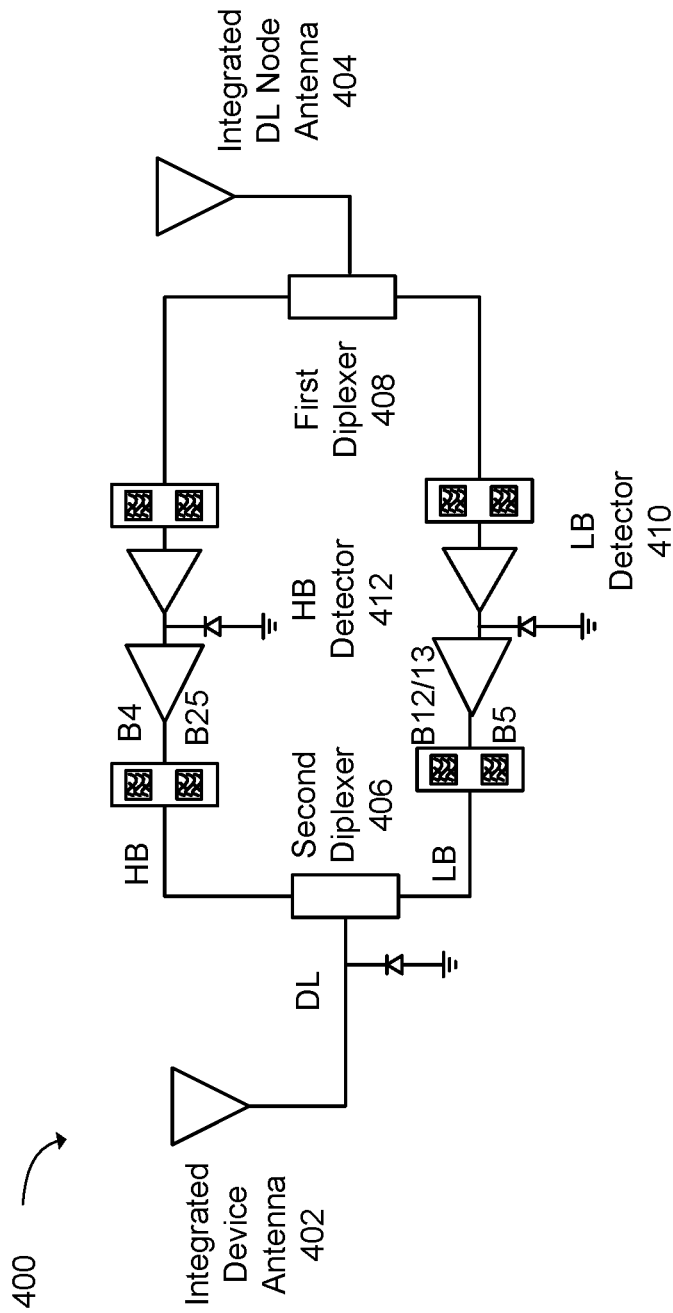 400
Integrated
Device
Antenna
402
DL
HB
LB
Second
Diplexer
406
B4
B25
B12/13
B5
HB
Detector
412
LB
Detector
410
First
Diplexer
408
Integrated
DL Node
Antenna
404